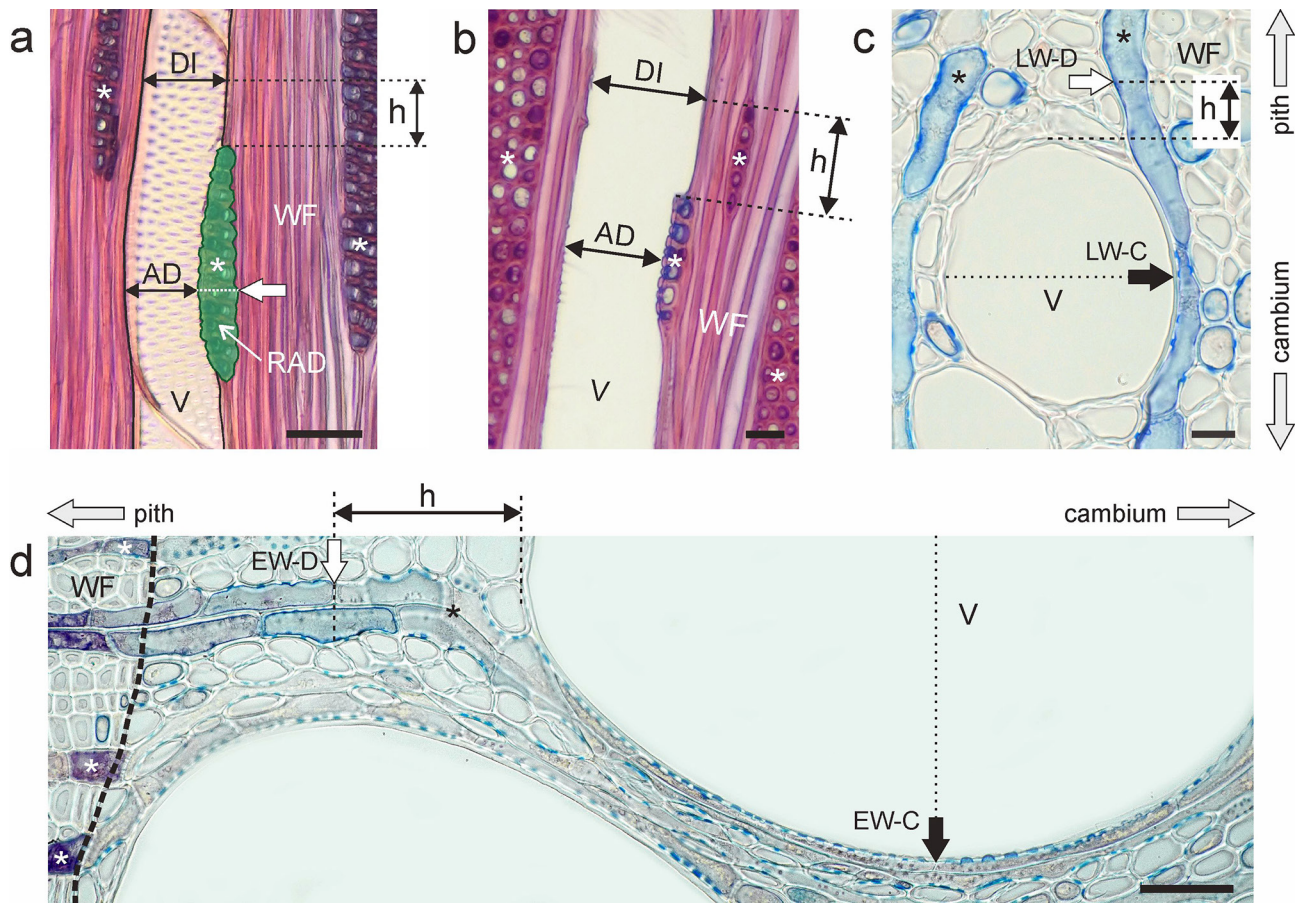 a
DI
*
h
*
WF
*
AD
RAD
V
b
DI
*
*
h
AD
*
WF
V
*
c
*
LW-D
WF
*
h
pith
LW-C
V
cambium
h
pith
cambium
d
*
EW-D
WF
V
*
*
EW-C
*